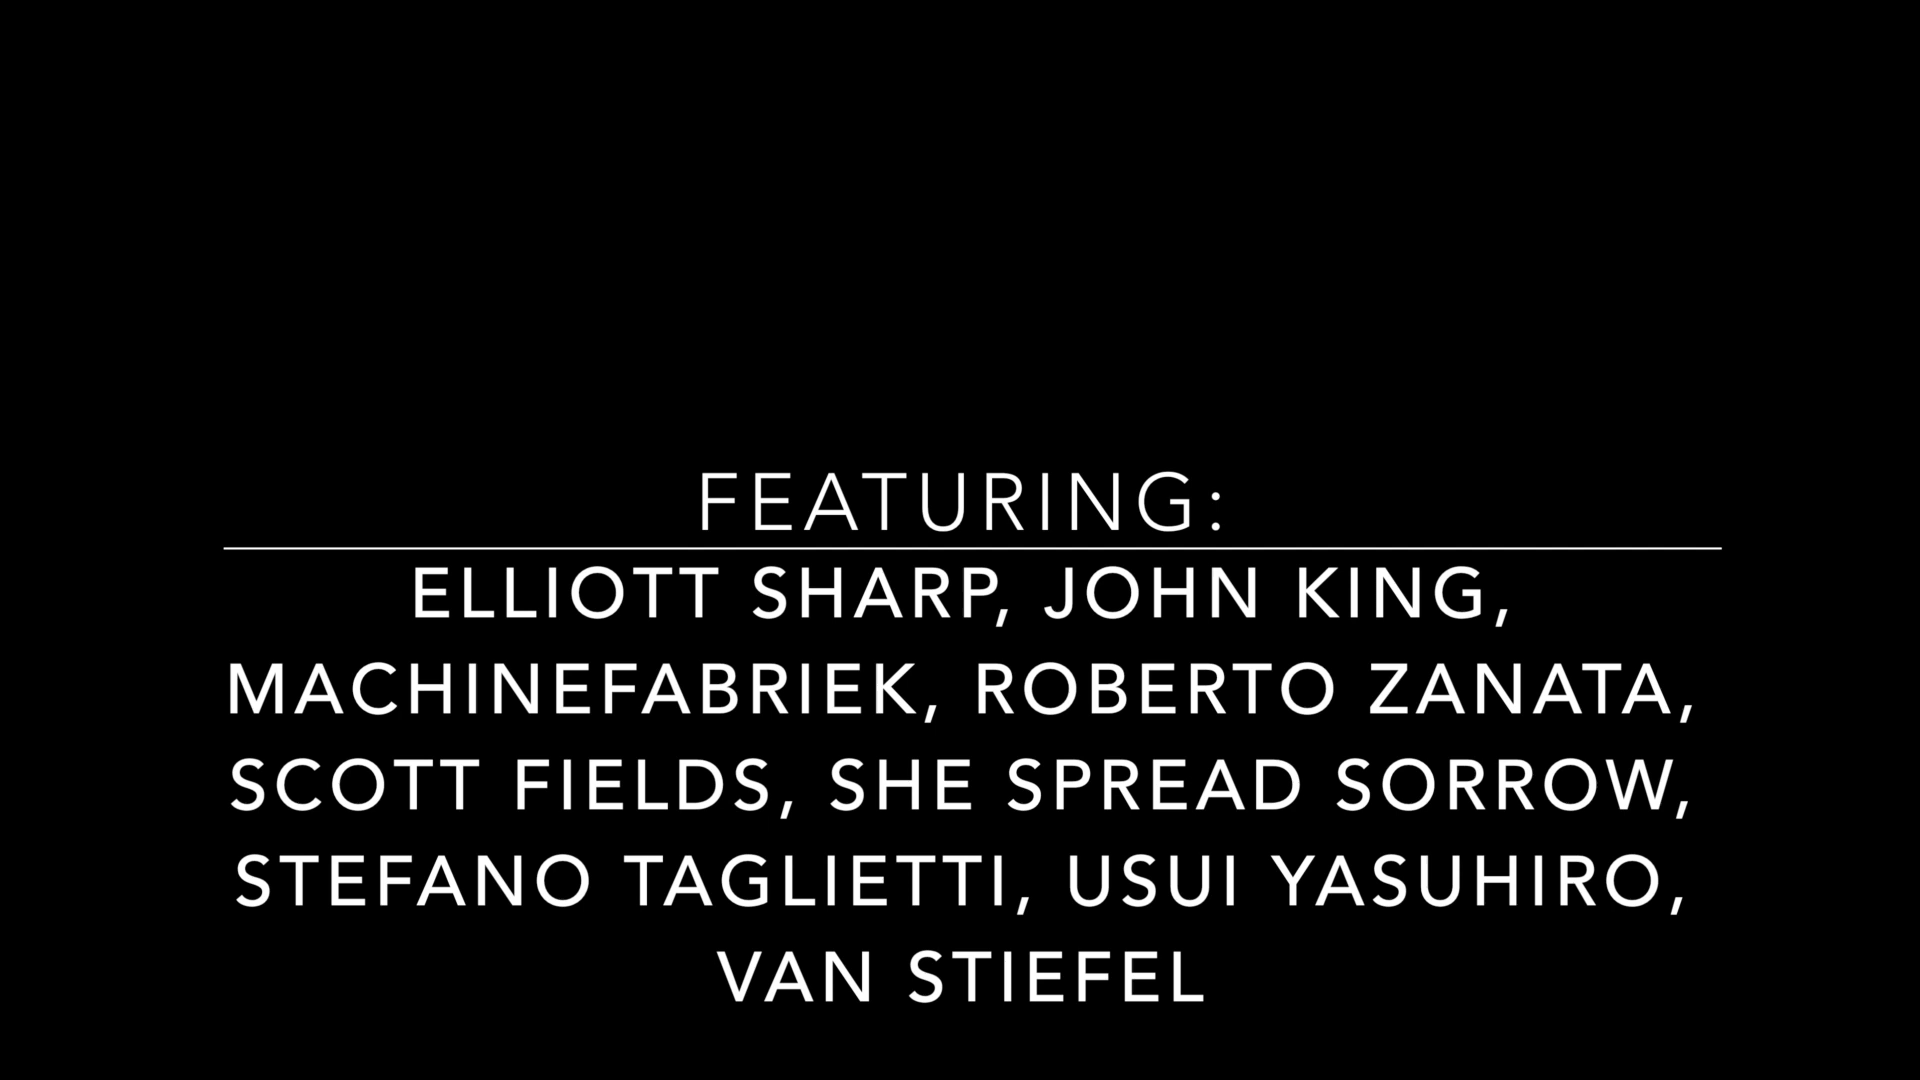 FEATURING:
ELLIOTT SHARP, JOHN KING,
MACHINEFABRIEK, ROBERTO ZANATA,
SCOTT FIELDS, SHE SPREAD SORROW,
STEFANO TAGLIETTI, USUI YASUHIRO,
VAN STIEFEL